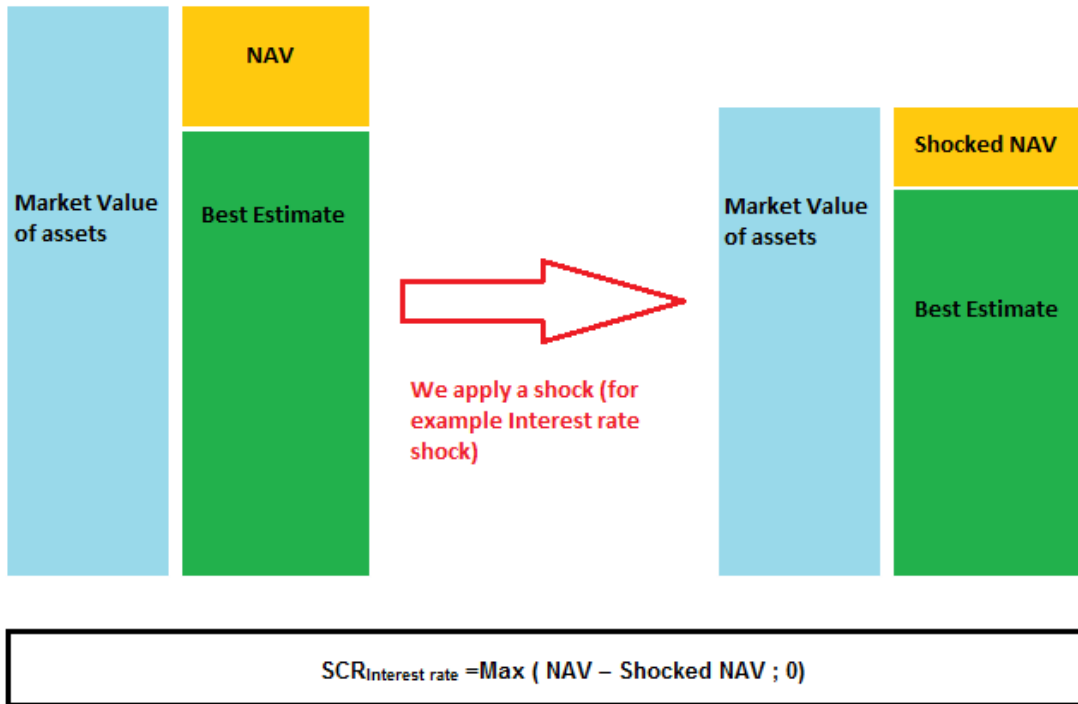 NAV
Market Value
of assets
Best Estimate
We apply a shock (for
example Interest rate
shock)
Shocked NAV
Market Value
of assets
Best Estimate
SCRInterest rate =Max ( NAV – Shocked NAV ; 0)